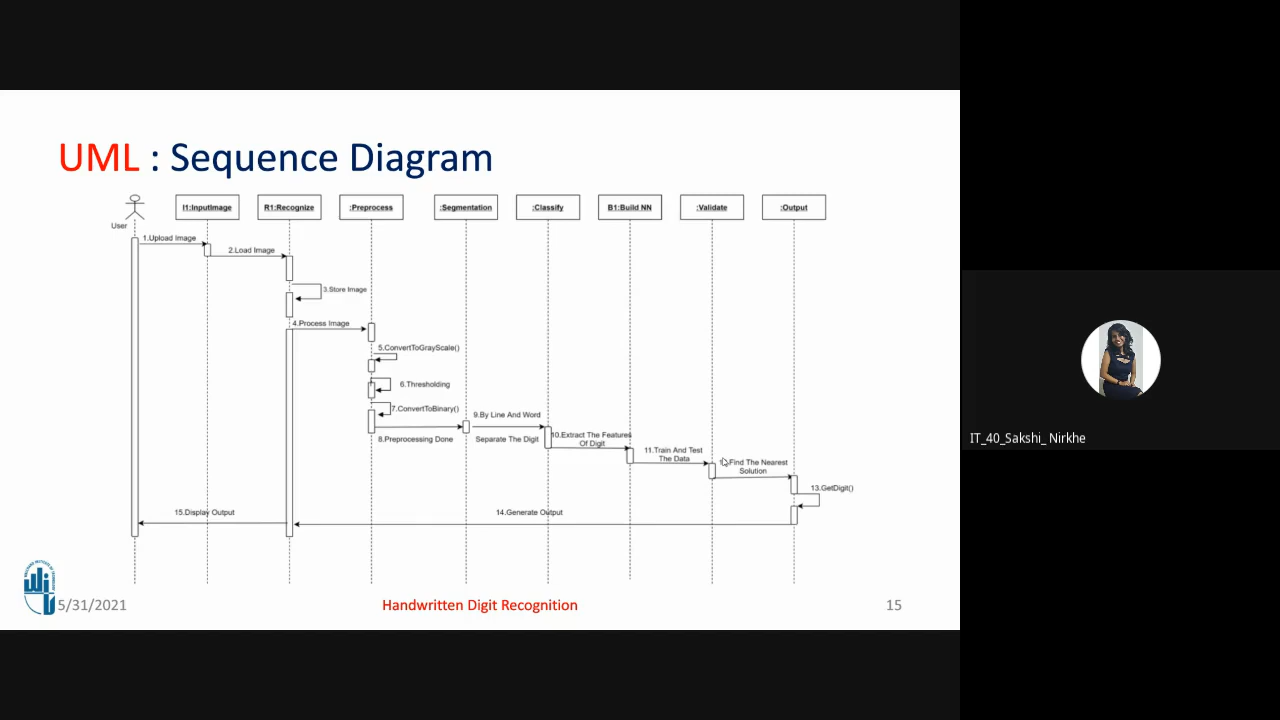 UML : Sequence Diagram
User
I1:InputImage
R1:Recognize
:Preprocess
:Segmentation
:Classify
B1:Build NN
:Validate
:Output
1.Upload Image
2.Load Image
3.Store Image
4.Process Image
5.ConvertToGrayScale()
6.Thresholding
7.ConvertToBinary()
8.Preprocessing Done
9.By Line And Word
Separate The Digit
10.Extract The Features
Of Digit
11.Train And Test
The Data
Find The Nearest
Solution
13.GetDigit()
14.Generate Output
15.Display Output
5/31/2021
Handwritten Digit Recognition
15
IT_40_Sakshi_ Nirkhe